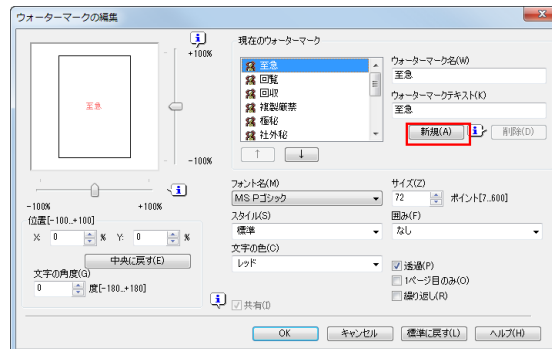 ウォーターマークの編集
+100%
至急
-100%
-100%
+100%
位置[-100..+100]
X: 0 % Y: 0 %
中央に戻す(E)
文字の角度(G)
0 度[-180..+180]
現在のウォーターマーク
至急
回覧
回収
複製厳禁
極秘
社外秘
↑ ↓
ウォーターマーク名(W)
至急
ウォーターマークテキスト(K)
至急
新規(A) 削除(D)
フォント名(M)
MS Pゴシック
スタイル(S)
標準
文字の色(C)
レッド
共有(I)
サイズ(Z)
72 ポイント[7..600]
囲み(F)
なし
透過(P)
1ページ目のみ(O)
繰り返し(R)
OK キャンセル 標準に戻す(L) ヘルプ(H)